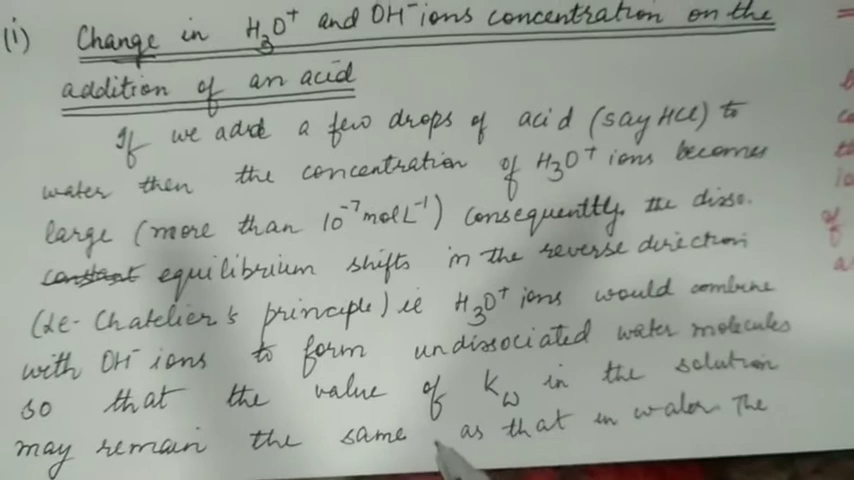 (i) Change in H₃O⁺ and OH⁻ ions concentration on the
addition of an acid
If we add a few drops of acid (say HCl) to
water then the concentration of H₃O⁺ ions becomes
large (more than 10⁻⁷ mol L⁻¹) consequently the disso.
constant equilibrium shifts in the reverse direction
(Le-Chatelier's principle) ie H₃O⁺ ions would combine
with OH⁻ ions to form undissociated water molecules
so that the value of Kw in the solution
may remain the same as that in water. The